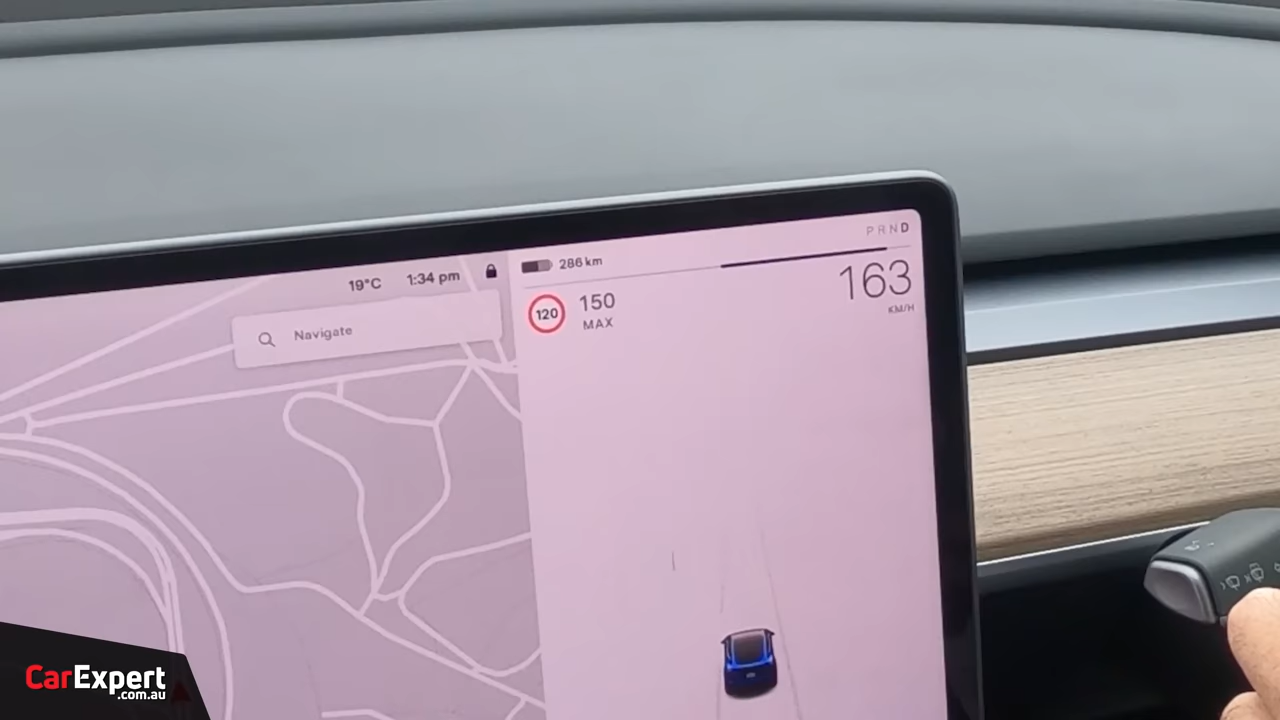 PRND
286 km
19°C 1:34 pm
120
150
MAX
163
KM/H
Navigate
CarExpert
.com.au